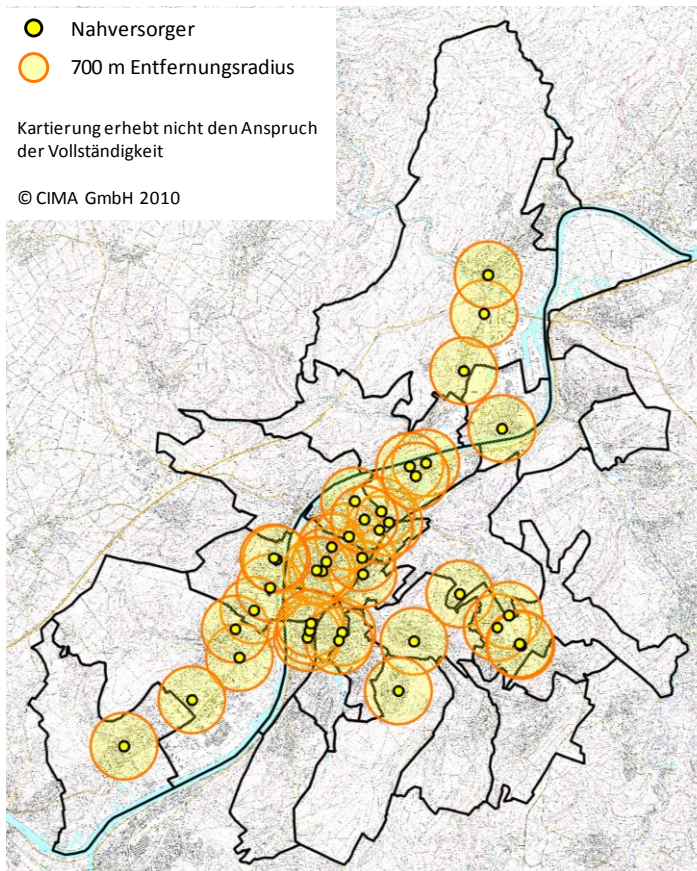 Nahversorger
700 m Entfernungsradius
Kartierung erhebt nicht den Anspruch
der Vollständigkeit
© CIMA GmbH 2010